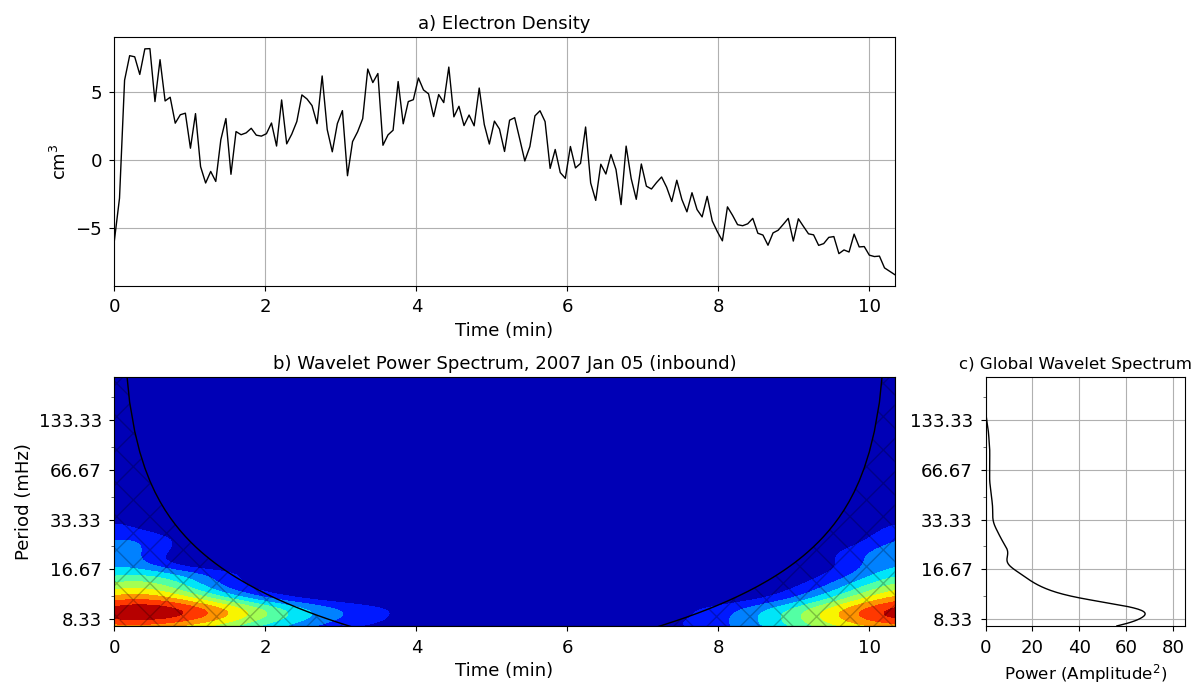 a) Electron Density
cm³
5
0
−5
0 2 4 6 8 10
Time (min)
b) Wavelet Power Spectrum, 2007 Jan 05 (inbound)
Period (mHz)
133.33
66.67
33.33
16.67
8.33
0 2 4 6 8 10
Time (min)
c) Global Wavelet Spectrum
133.33
66.67
33.33
16.67
8.33
0 20 40 60 80
Power (Amplitude²)